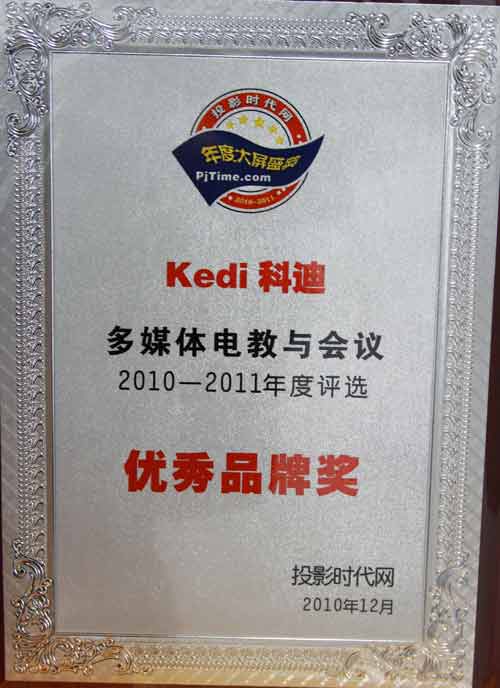 投影时代网
年度大屏盛典
PjTime.com
2010-2011
Kedi 科迪
多媒体电教与会议
2010—2011年度评选
优秀品牌奖
投影时代网
2010年12月